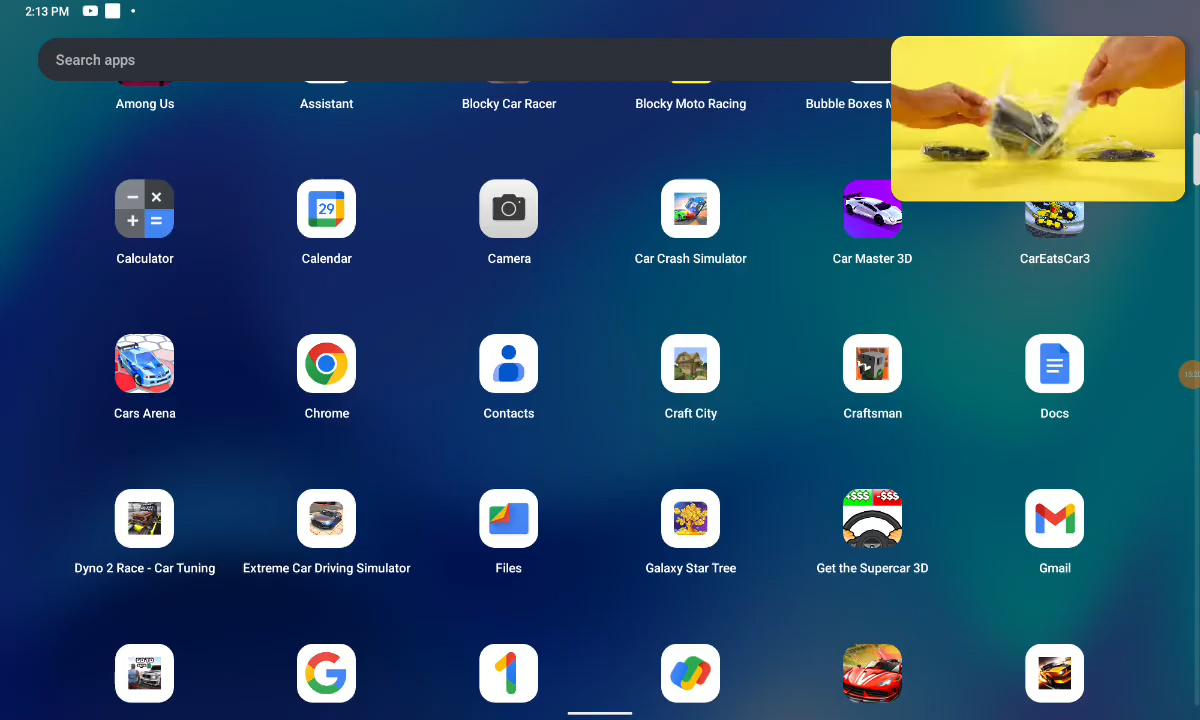 2:13 PM
Search apps
Among Us
Assistant
Blocky Car Racer
Blocky Moto Racing
Bubble Boxes M
29
Calculator
Calendar
Camera
Car Crash Simulator
Car Master 3D
CarEatsCar3
15:20
Cars Arena
Chrome
Contacts
Craft City
Craftsman
Docs
+$$$ -$$$
Dyno 2 Race - Car Tuning
Extreme Car Driving Simulator
Files
Galaxy Star Tree
Get the Supercar 3D
Gmail